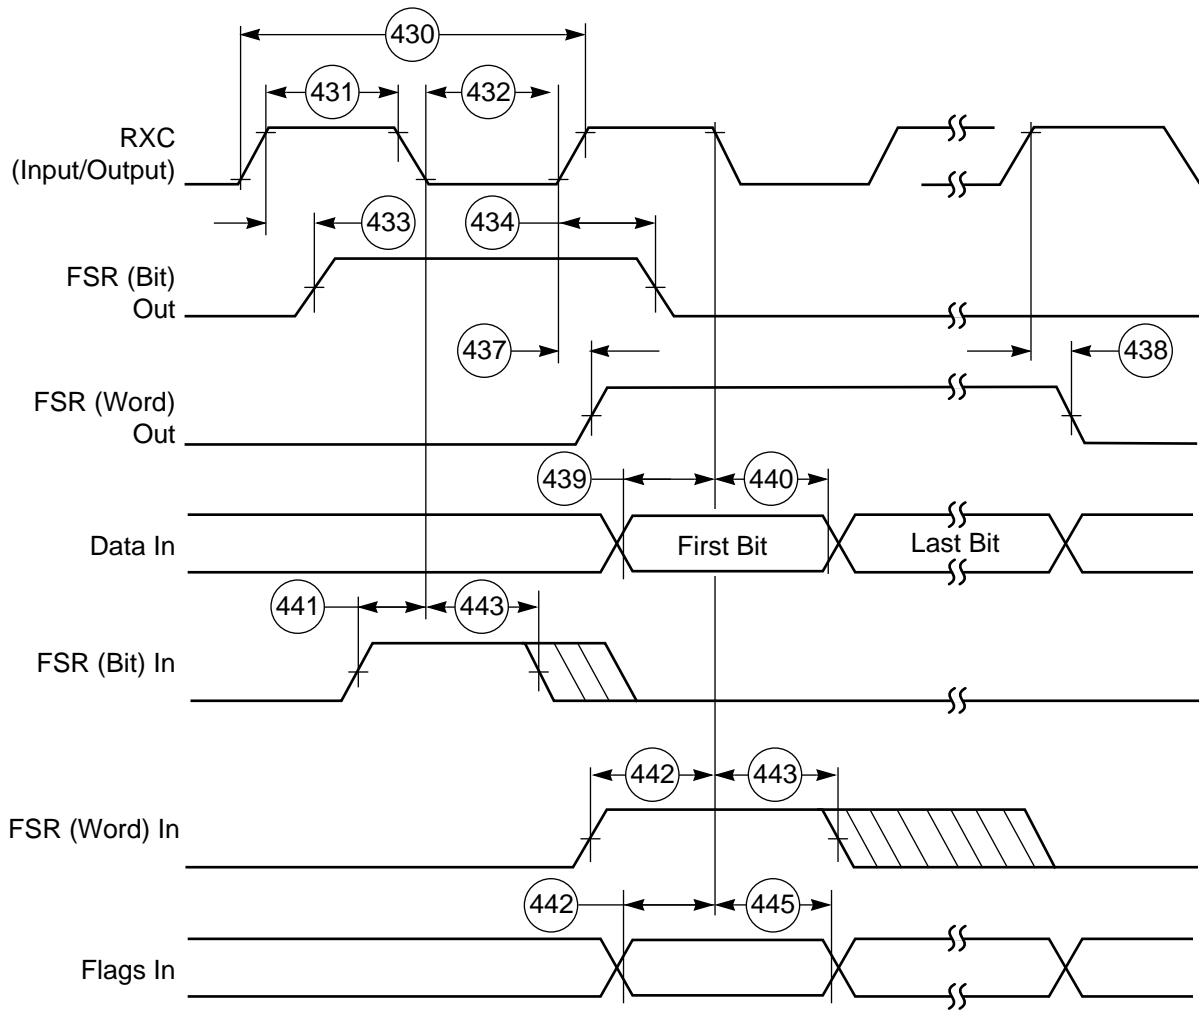 430
431
432
RXC
(Input/Output)
433
434
FSR (Bit)
Out
437
438
FSR (Word)
Out
439
440
Data In
First Bit
Last Bit
441
443
FSR (Bit) In
442
443
FSR (Word) In
442
445
Flags In